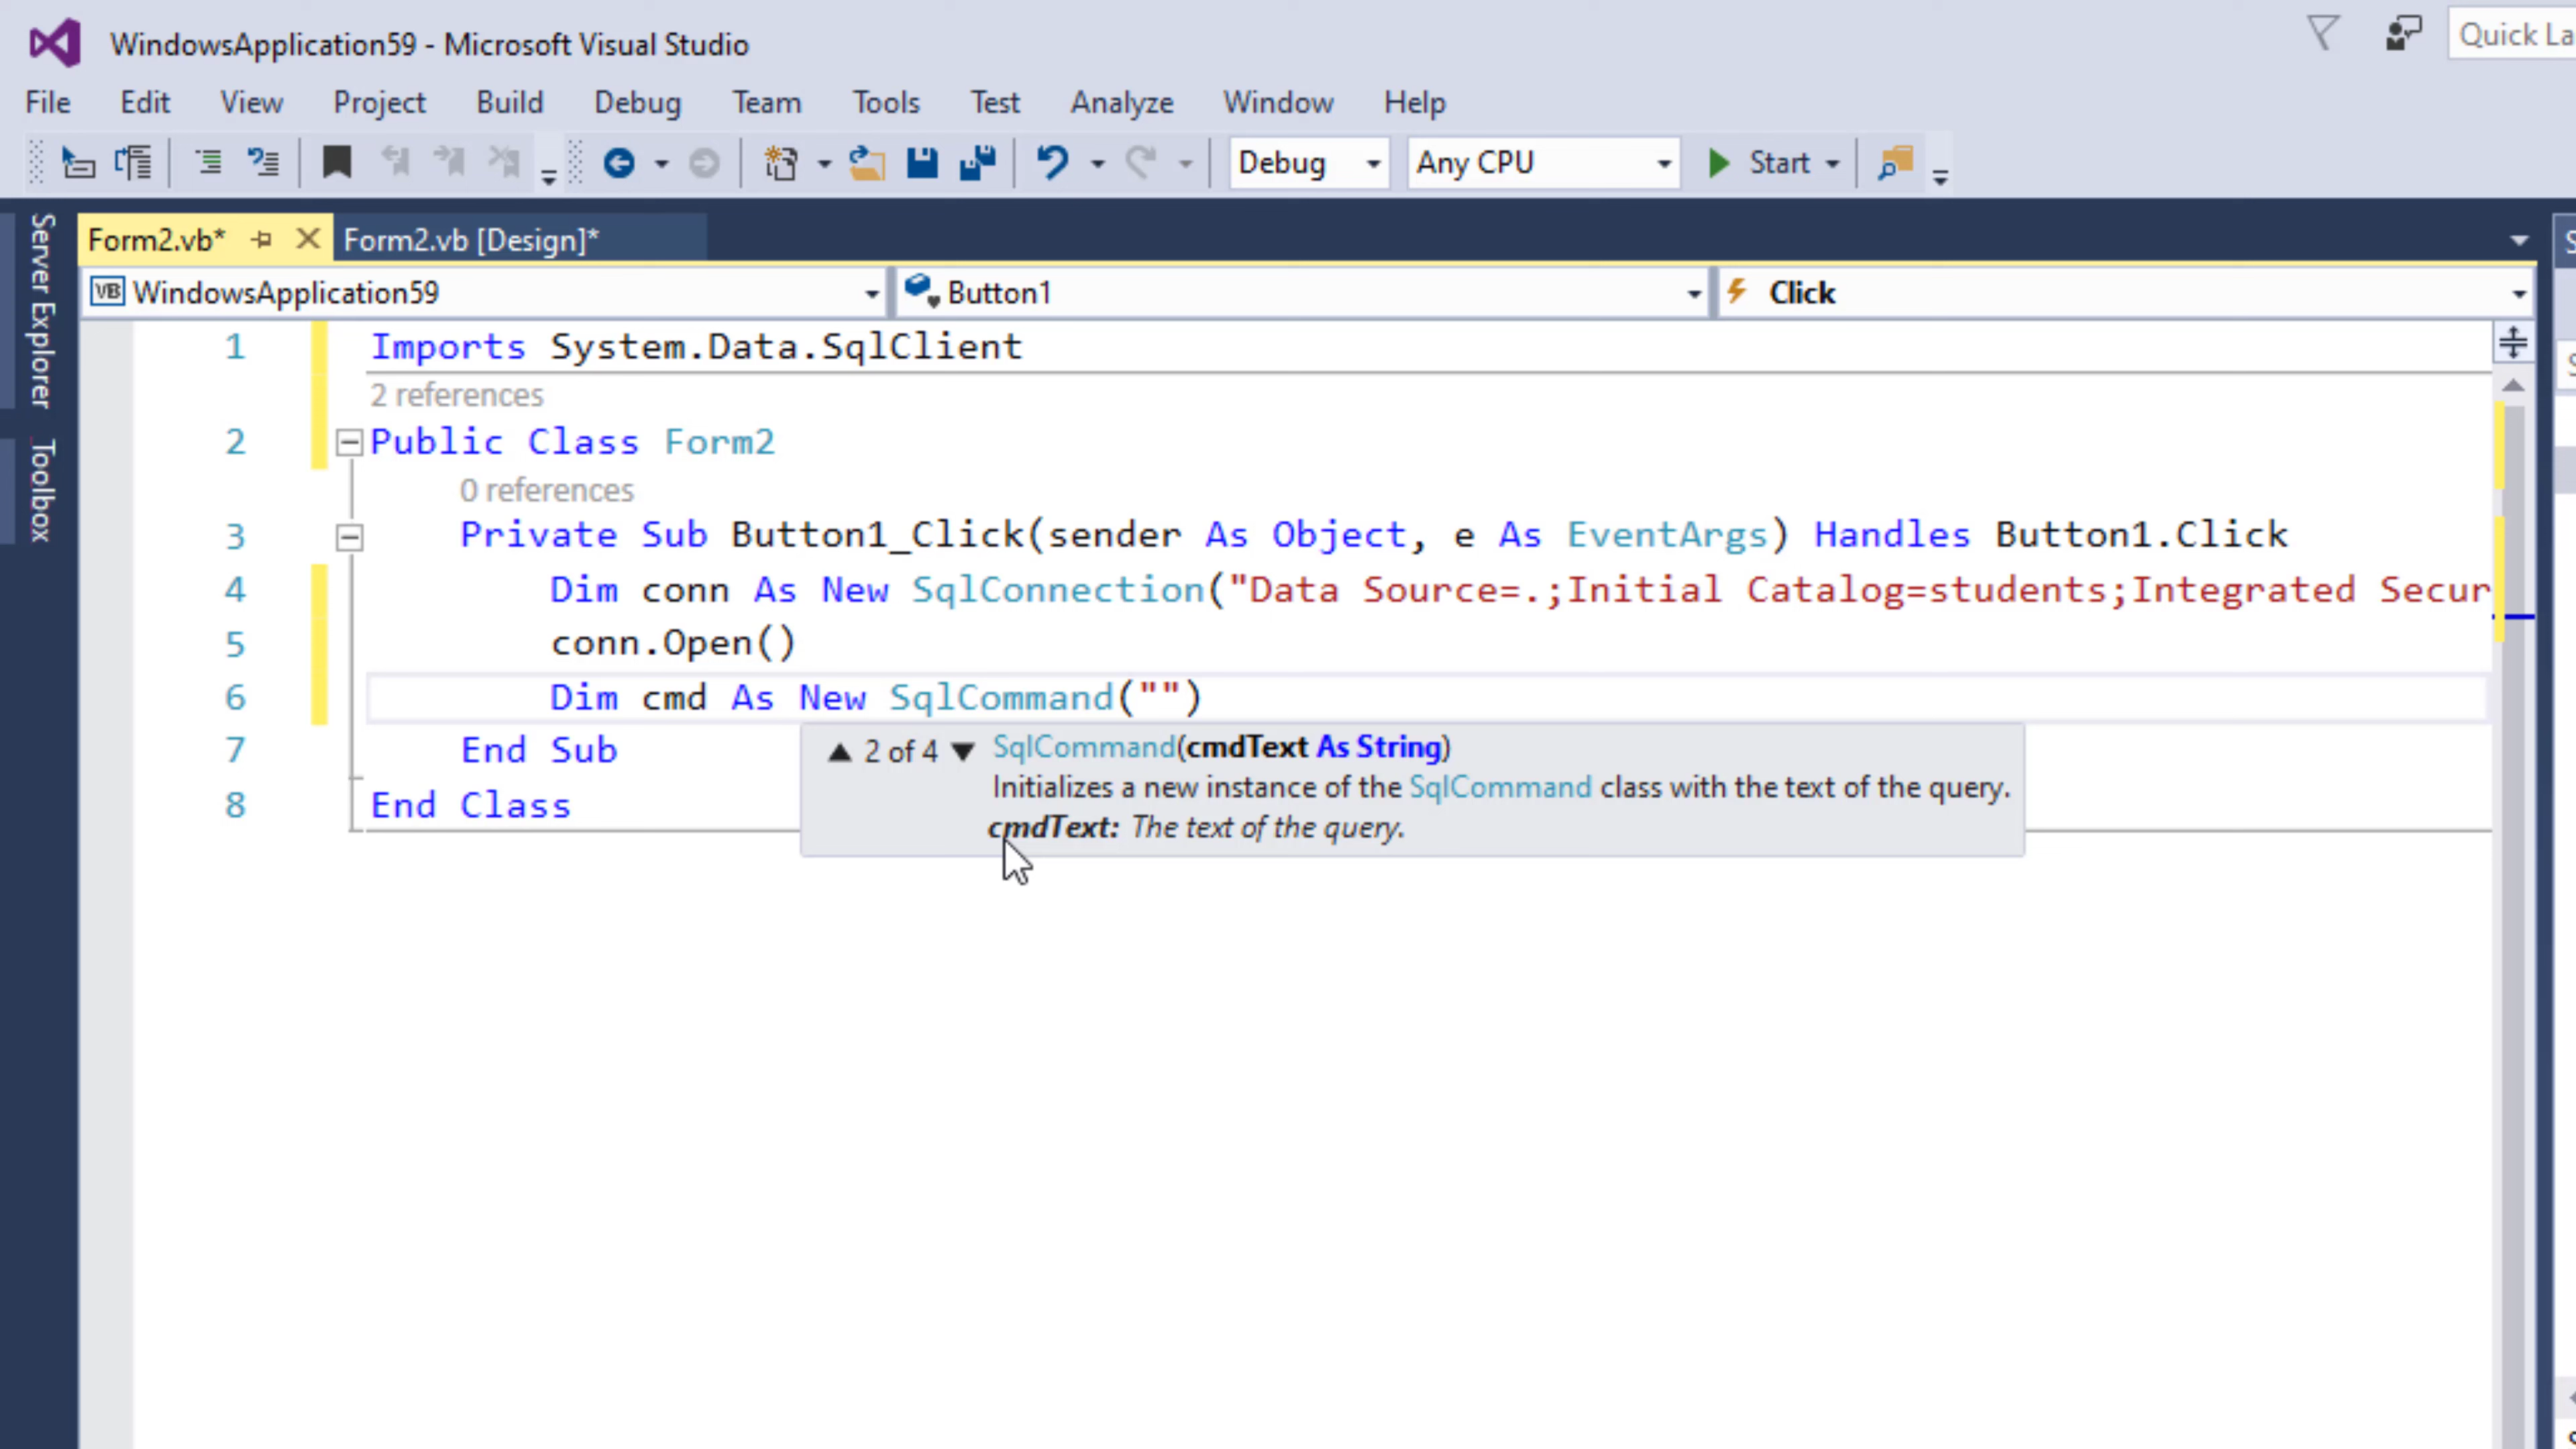 WindowsApplication59 - Microsoft Visual Studio
Quick La
File Edit View Project Build Debug Team Tools Test Analyze Window Help
Debug Any CPU Start
Server Explorer
Toolbox
Form2.vb* Form2.vb [Design]*
VB WindowsApplication59 Button1 Click
1 Imports System.Data.SqlClient
2 references
2 Public Class Form2
0 references
3 Private Sub Button1_Click(sender As Object, e As EventArgs) Handles Button1.Click
4 Dim conn As New SqlConnection("Data Source=.;Initial Catalog=students;Integrated Secur
5 conn.Open()
6 Dim cmd As New SqlCommand("")
7 End Sub
8 End Class
2 of 4 SqlCommand(cmdText As String)
Initializes a new instance of the SqlCommand class with the text of the query.
cmdText: The text of the query.